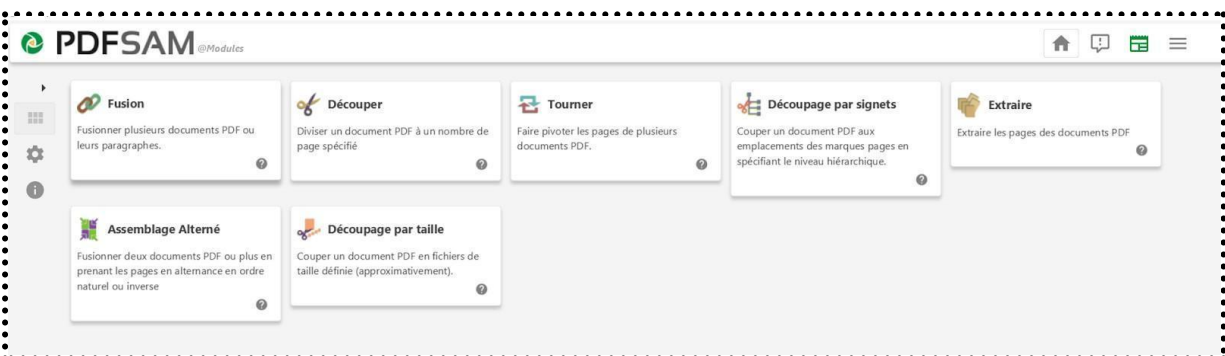 PDFSAM @Modules
Fusion
Fusionner plusieurs documents PDF ou
leurs paragraphes.
Découper
Diviser un document PDF à un nombre de
page spécifié
Tourner
Faire pivoter les pages de plusieurs
documents PDF.
Découpage par signets
Couper un document PDF aux
emplacements des marques pages en
spécifiant le niveau hiérarchique.
Extraire
Extraire les pages des documents PDF
Assemblage Alterné
Fusionner deux documents PDF ou plus en
prenant les pages en alternance en ordre
naturel ou inverse
Découpage par taille
Couper un document PDF en fichiers de
taille définie (approximativement).